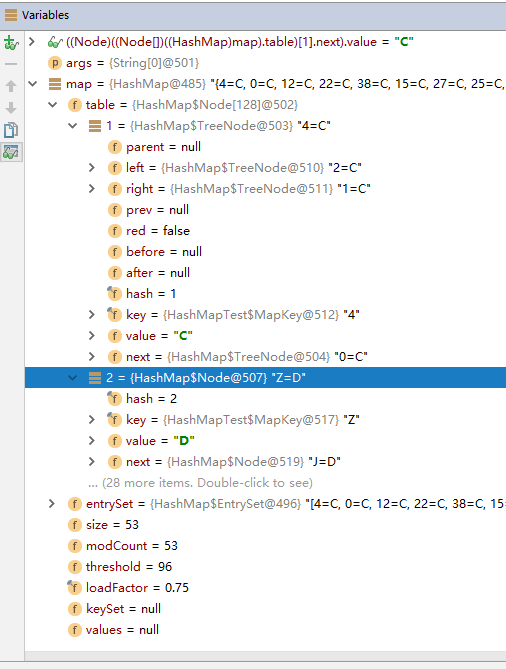 Variables
((Node)((Node[])((HashMap)map).table)[1].next).value = "C"
args = {String[0]@501}
map = {HashMap@485} "{4=C, 0=C, 12=C, 22=C, 38=C, 15=C, 27=C, 25=C,
table = {HashMap$Node[128]@502}
1 = {HashMap$TreeNode@503} "4=C"
parent = null
left = {HashMap$TreeNode@510} "2=C"
right = {HashMap$TreeNode@511} "1=C"
prev = null
red = false
before = null
after = null
hash = 1
key = {HashMapTest$MapKey@512} "4"
value = "C"
next = {HashMap$TreeNode@504} "0=C"
2 = {HashMap$Node@507} "Z=D"
hash = 2
key = {HashMapTest$MapKey@517} "Z"
value = "D"
next = {HashMap$Node@519} "J=D"
... (28 more items. Double-click to see)
entrySet = {HashMap$EntrySet@496} "[4=C, 0=C, 12=C, 22=C, 38=C, 15=
size = 53
modCount = 53
threshold = 96
loadFactor = 0.75
keySet = null
values = null